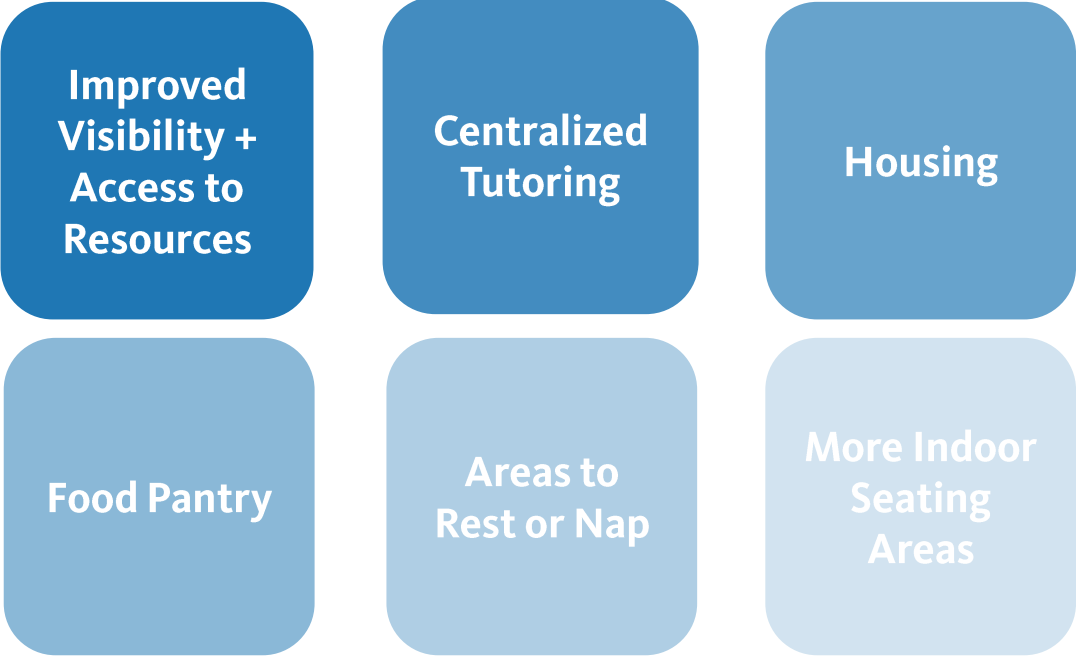 Improved
Visibility +
Access to
Resources
Centralized
Tutoring
Housing
Food Pantry
Areas to
Rest or Nap
More Indoor
Seating
Areas